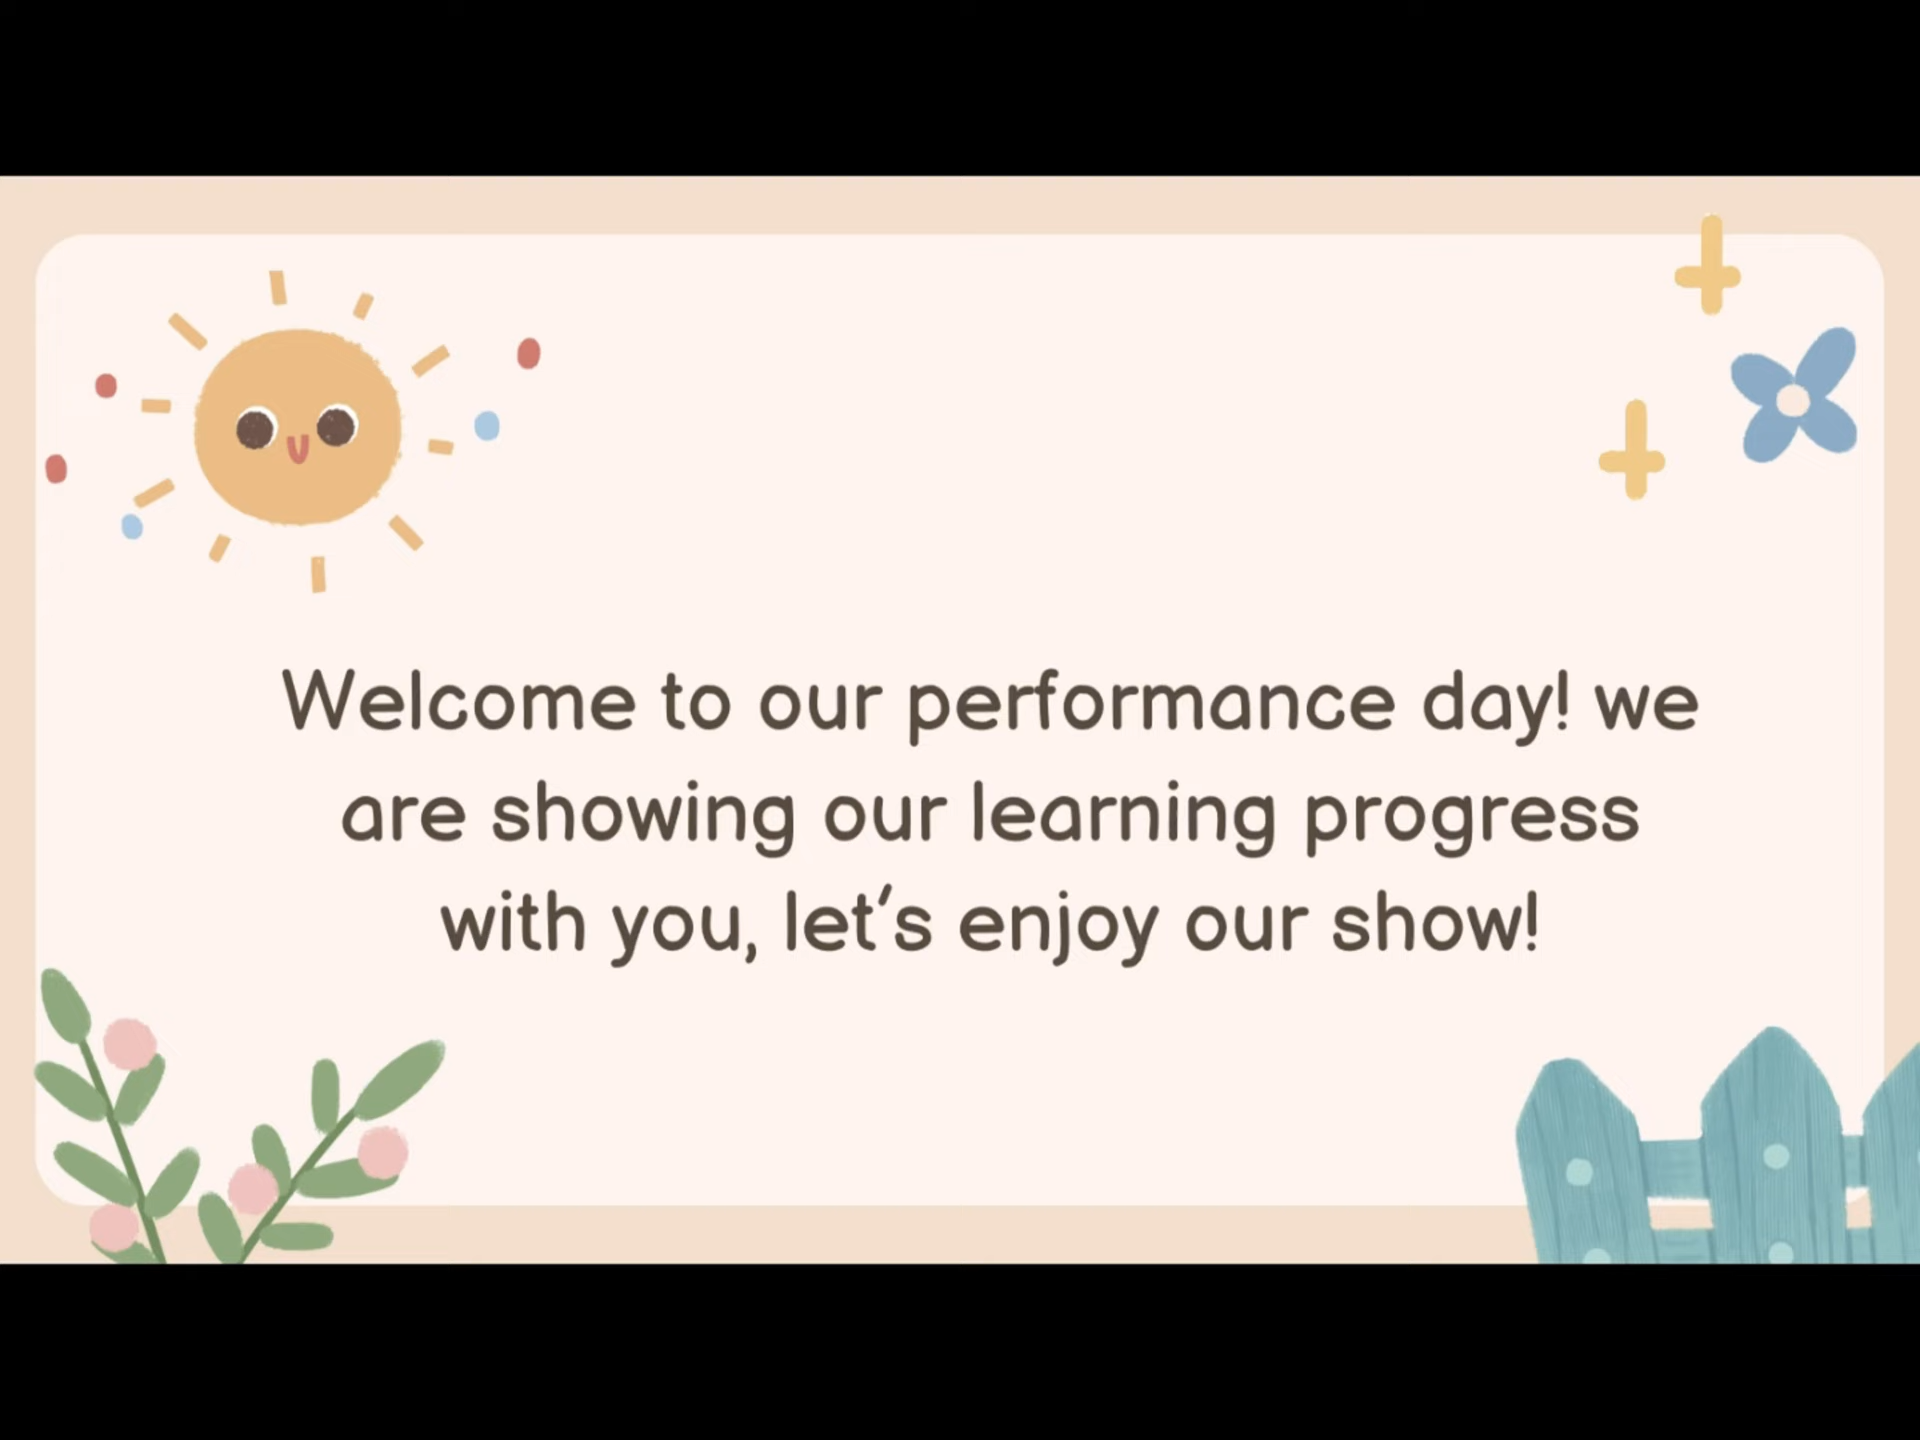 Welcome to our performance day! we
are showing our learning progress
with you, let's enjoy our show!